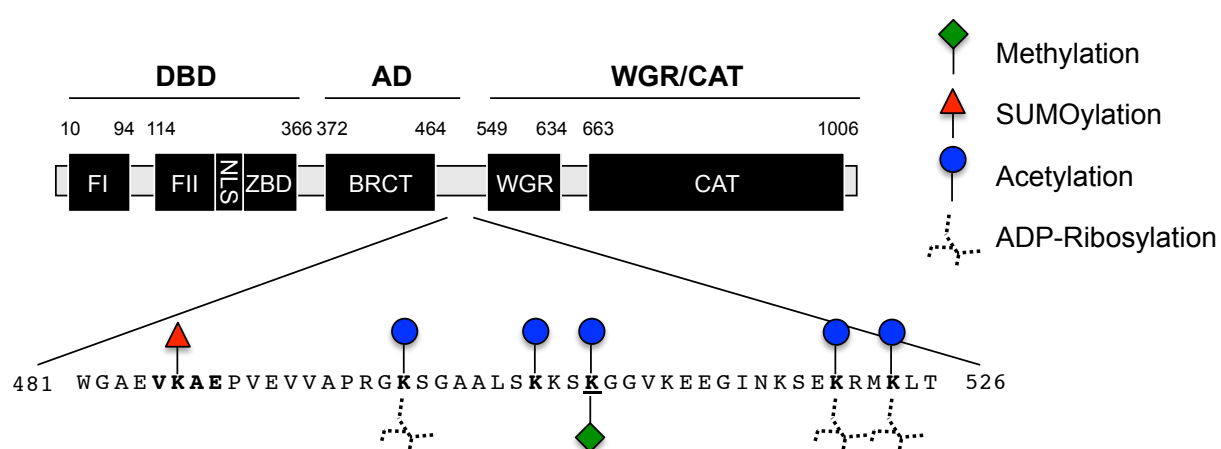 DBD AD WGR/CAT
10 94 114 366 372 464 549 634 663 1006
FI FII NLS ZBD BRCT WGR CAT
Methylation
SUMOylation
Acetylation
ADP-Ribosylation
481 WGAEVKAEPVEVVAPRGKSGAALSKKSKGGVKEEGINKSEKRMKLT 526